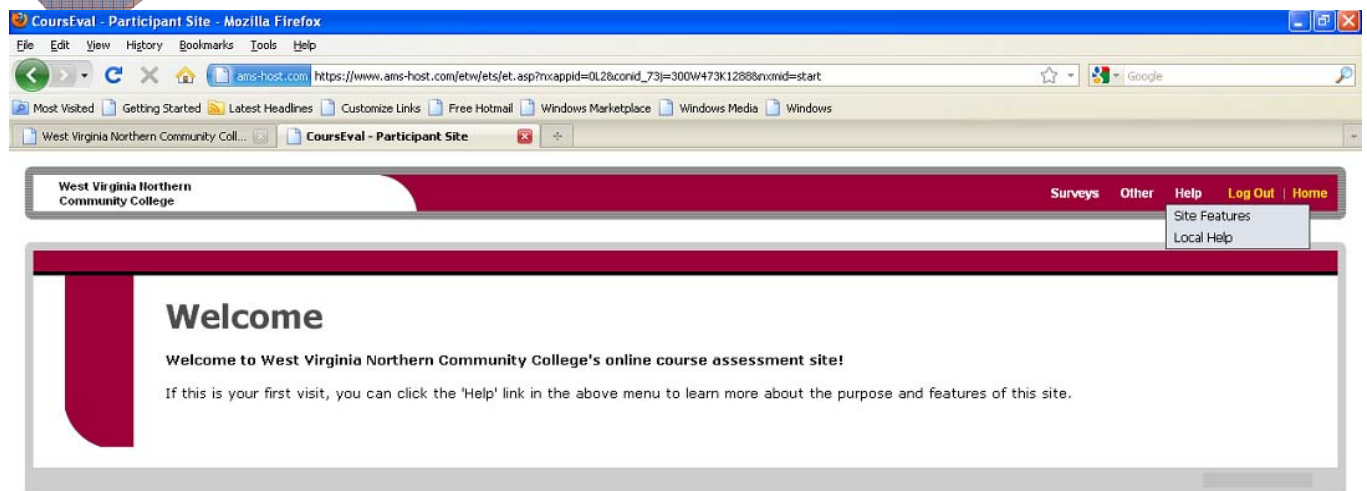 CoursEval - Participant Site - Mozilla Firefox
File Edit View History Bookmarks Tools Help
ams-host.com https://www.ams-host.com/etw/ets/et.asp?nxappid=0L2&conid_73j=300W473K1288&nxmid=start Google
Most Visited Getting Started Latest Headlines Customize Links Free Hotmail Windows Marketplace Windows Media Windows
West Virginia Northern Community Coll... CoursEval - Participant Site
West Virginia Northern
Community College
Surveys Other Help Log Out | Home
Site Features
Local Help
Welcome
Welcome to West Virginia Northern Community College's online course assessment site!
If this is your first visit, you can click the 'Help' link in the above menu to learn more about the purpose and features of this site.